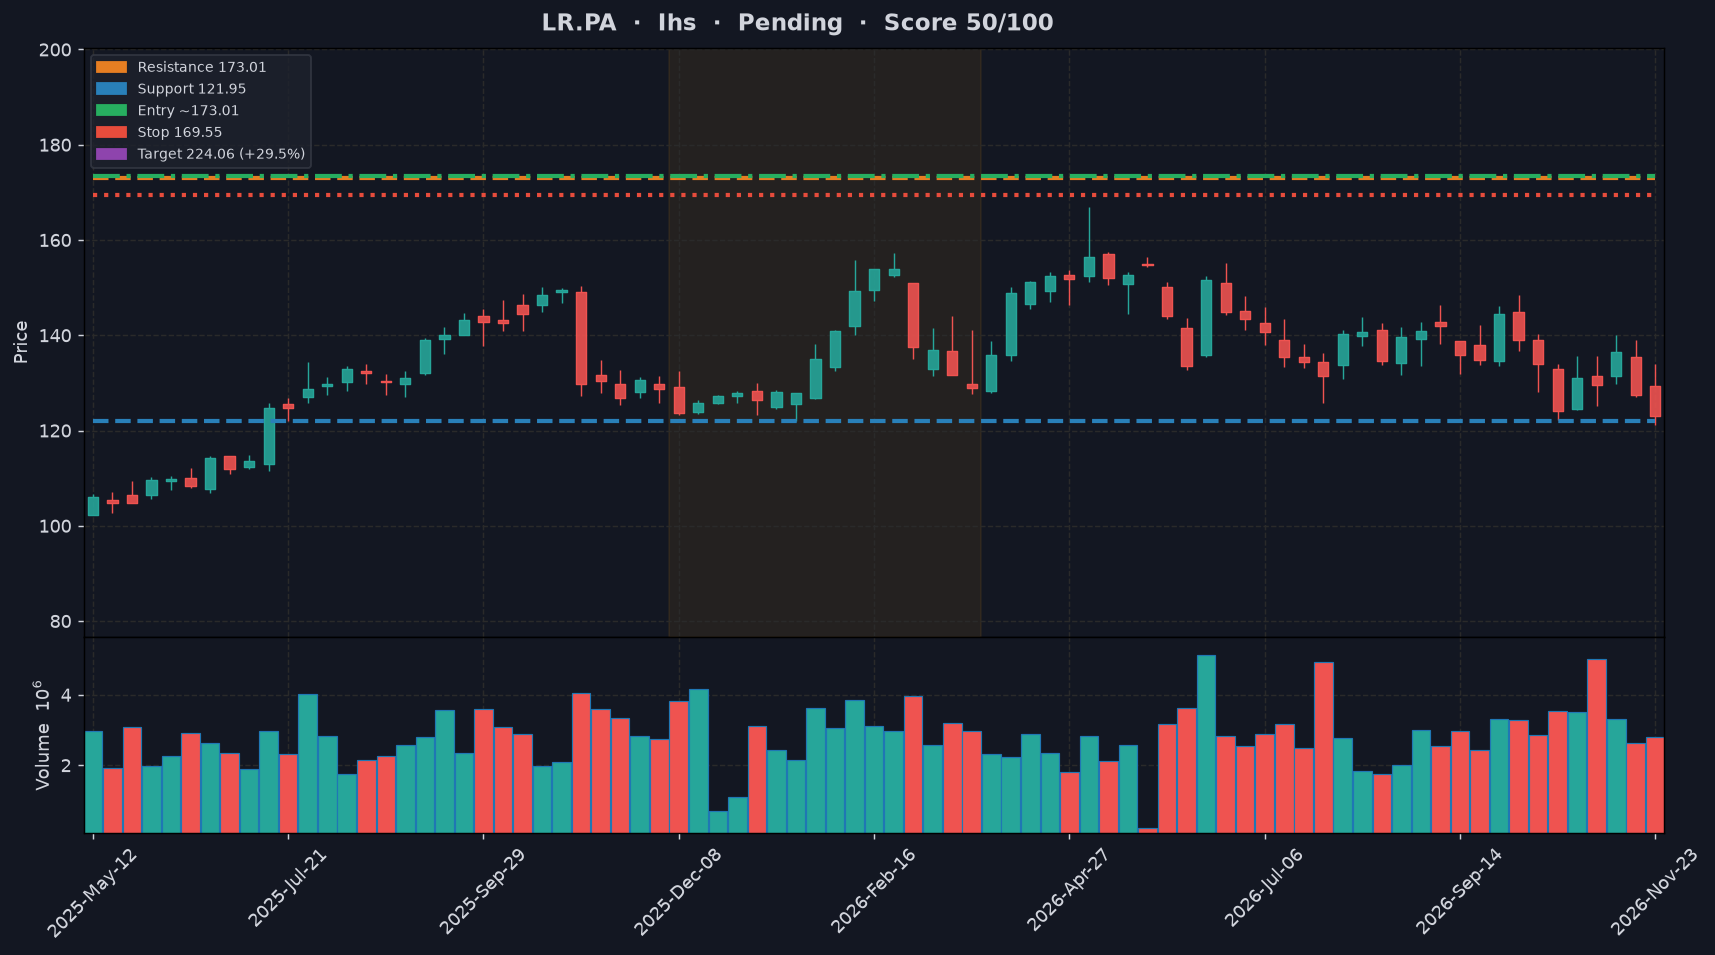 LR.PA · Ihs · Pending · Score 50/100
Resistance 173.01
Support 121.95
Entry ~173.01
Stop 169.55
Target 224.06 (+29.5%)
Price
200
180
160
140
120
100
80
Volume 10^6
4
2
2025-May-12
2025-Jul-21
2025-Sep-29
2025-Dec-08
2026-Feb-16
2026-Apr-27
2026-Jul-06
2026-Sep-14
2026-Nov-23